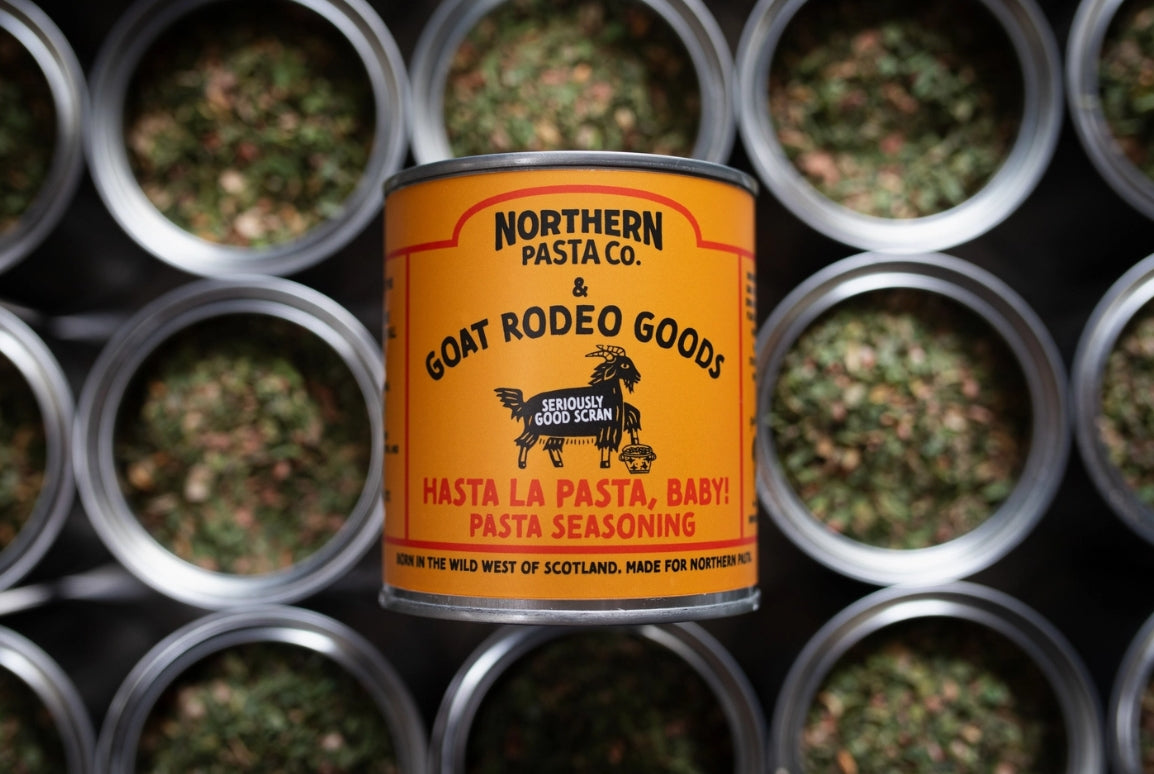 NORTHERN
PASTA CO.
&
GOAT RODEO GOODS
SERIOUSLY
GOOD SCRAN
HASTA LA PASTA, BABY!
PASTA SEASONING
BORN IN THE WILD WEST OF SCOTLAND. MADE FOR NORTHERN PASTA.